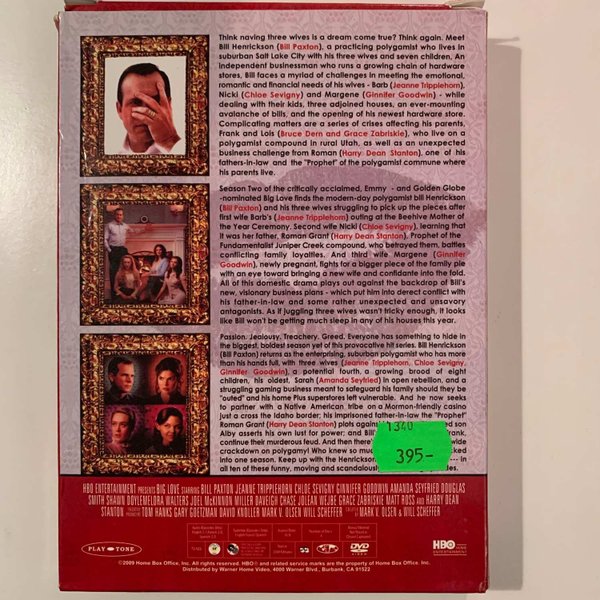 Think naving three wives is a dream come true? Think again. Meet
Bill Henrickson (Bill Paxton), a practicing polygamist who lives in
suburban Salt Lake City with his three wives and seven children. An
independent businessman who runs a growing chain of hardware
stores, Bill faces a myriad of challenges in meeting the emotional,
romantic and financial needs of his wives - Barb (Jeanne Tripplehorn),
Nicki (Chloe Sevigny) and Margene (Ginnifer Goodwin) - while
dealing with their kids, three adjoined houses, an ever-mounting
avalanche of bills, and the opening of his newest hardware store.
Complicating matters are a series of crises affecting his parents,
Frank and Lois (Bruce Dern and Grace Zabriskie), who live on a
polygamist compound in rural Utah, as well as an unexpected
business challenge from Roman (Harry Dean Stanton), one of his
fathers-in-law and the "Prophet" of the polygamist commune where
his parents live.
Season Two of the critically acclaimed, Emmy - and Golden Globe
-nominated Big Love finds the modern-day polygamist bill Henrickson
(Bill Paxton) and his three wives struggling to pick up the pieces after
first wife Barb's (Jeanne Tripplehorn) outing at the Beehive Mother of
the Year Ceremony. Second wife Nicki (Chloe Sevigny), learning that
it was her father, Roman Grant (Harry Dean Stanton), Prophet of the
Fundamentalist Juniper Creek compound, who betrayed them, battles
conflicting family loyalties. And third wife Margene (Ginnifer
Goodwin), newly pregnant, fights for a bigger piece of the family pie
with an eye toward bringing a new wife and confidante into the fold.
All of this domestic drama plays out against the backdrop of Bill's
new, visionary business plans - which put him into derect conflict with
his father-in-law and some rather unexpected and unsavory
antagonists. As if juggling three wives wasn't tricky enough, it looks
like Bill won't be getting much sleep in any of his houses this year.
Passion. Jealousy. Treachery. Greed. Everyone has something to hide in
the biggest, boldest season yet of this provocative hit series. Bill Henrickson
(Bill Paxton) returns as the enterprising, suburban polygamist who has more
than his hands full, with three wives (Jeanne Tripplehorn, Chloe Sevigny,
Ginnifer Goodwin), a potential fourth, a growing brood of eight
children, his oldest, Sarah (Amanda Seyfried) in open rebellion, and a
struggling gaming business meant to safeguard his family should they be
"outed" and his home Plus superstores left vulnerable. And he now seeks
to partner with a Native American tribe on a Mormon-friendly casino
just a cross the Idaho border; his imprisoned father-in-law the "Prophet"
Roman Grant (Harry Dean Stanton) plots agains son
Alby asserts his own lust for power; and Bill' Frank,
continue their murderous feud. And then there' wide
crackdown on polygamy! Who knew so muc cked
into one season. Keep up with the Henrickson ... in
all ten of these funny, moving and scandalously des.
1340
395-
HBO ENTERTAINMENT PRESENTS BIG LOVE STARRING BILL PAXTON JEANNE TRIPPLEHORN CHLOE SEVIGNY GINNIFER GOODWIN AMANDA SEYFRIED DOUGLAS
SMITH SHAWN DOYLEMFLORA WALTERS JOEL McKINNON MILLER DAVEIGH CHASE JOLEAN WEJBE GRACE ZABRISKIE MATT ROSS AND HARRY DEAN
STANTON EXECUTIVE PRODUCERS TOM HANKS GARY GOETZMAN DAVID KNOLLER MARK V. OLSEN WILL SCHEFFER CREATED BY MARK V. OLSEN & WILL SCHEFFER
PLAY TONE
DVD
HBO
ENTERTAINMENT
©2009 Home Box Office, Inc. HBO® and related service marks are the property of Home Box Office, Inc.
Distributed by Warner Home Video, 4000 Warner Blvd., Burbank, CA 91522